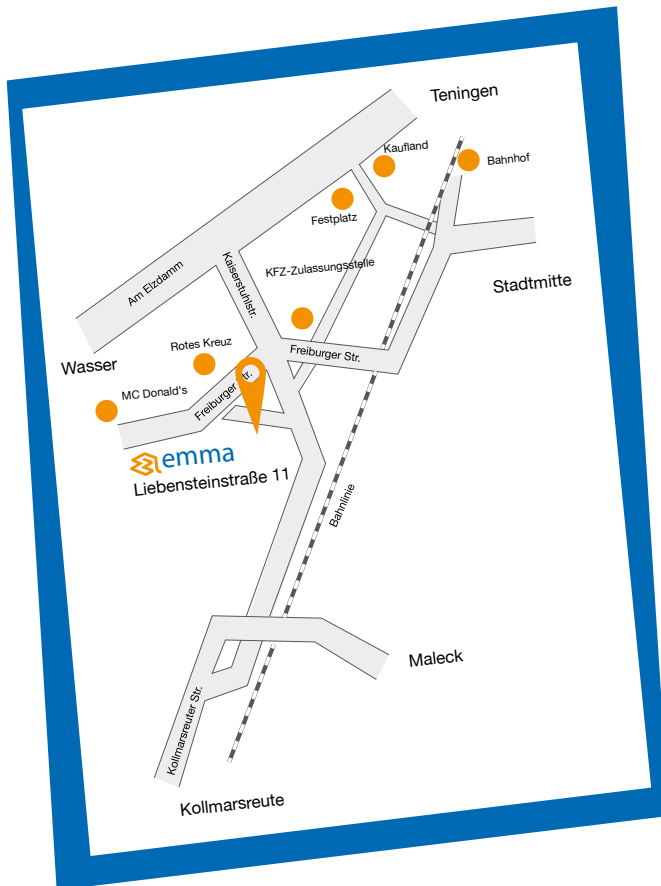 Teningen
Kaufland
Bahnhof
Festplatz
KFZ-Zulassungsstelle
Stadtmitte
Am Elzdamm
Kaiserstuhlstr.
Wasser
Rotes Kreuz
Freiburger Str.
MC Donald's
Freiburger Str.
emma
Liebensteinstraße 11
Bahnlinie
Maleck
Kollmarsreuter Str.
Kollmarsreute